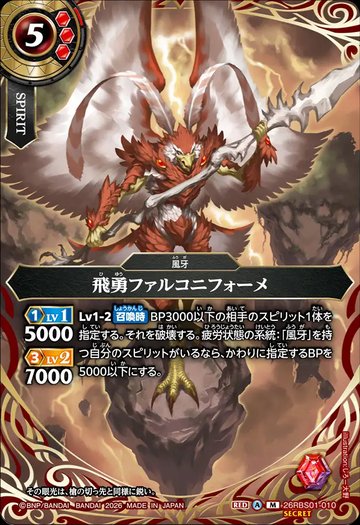 5
SPIRIT
風牙
飛勇ファルコニフォーメ
1 LV1 5000
3 LV2 7000
Lv1-2 召喚時 BP3000以下の相手のスピリット1体を
指定する。それを破壊する。疲労状態の系統:「風牙」を持
つ自分のスピリットがいるなら、かわりに指定するBPを
5000以下にする。
その眼光は、槍の切っ先と同様に鋭い。
©BNP/BANDAI BANDAI 2026 MADE IN JAPAN
RED A M 26RBS01-010
SECRET